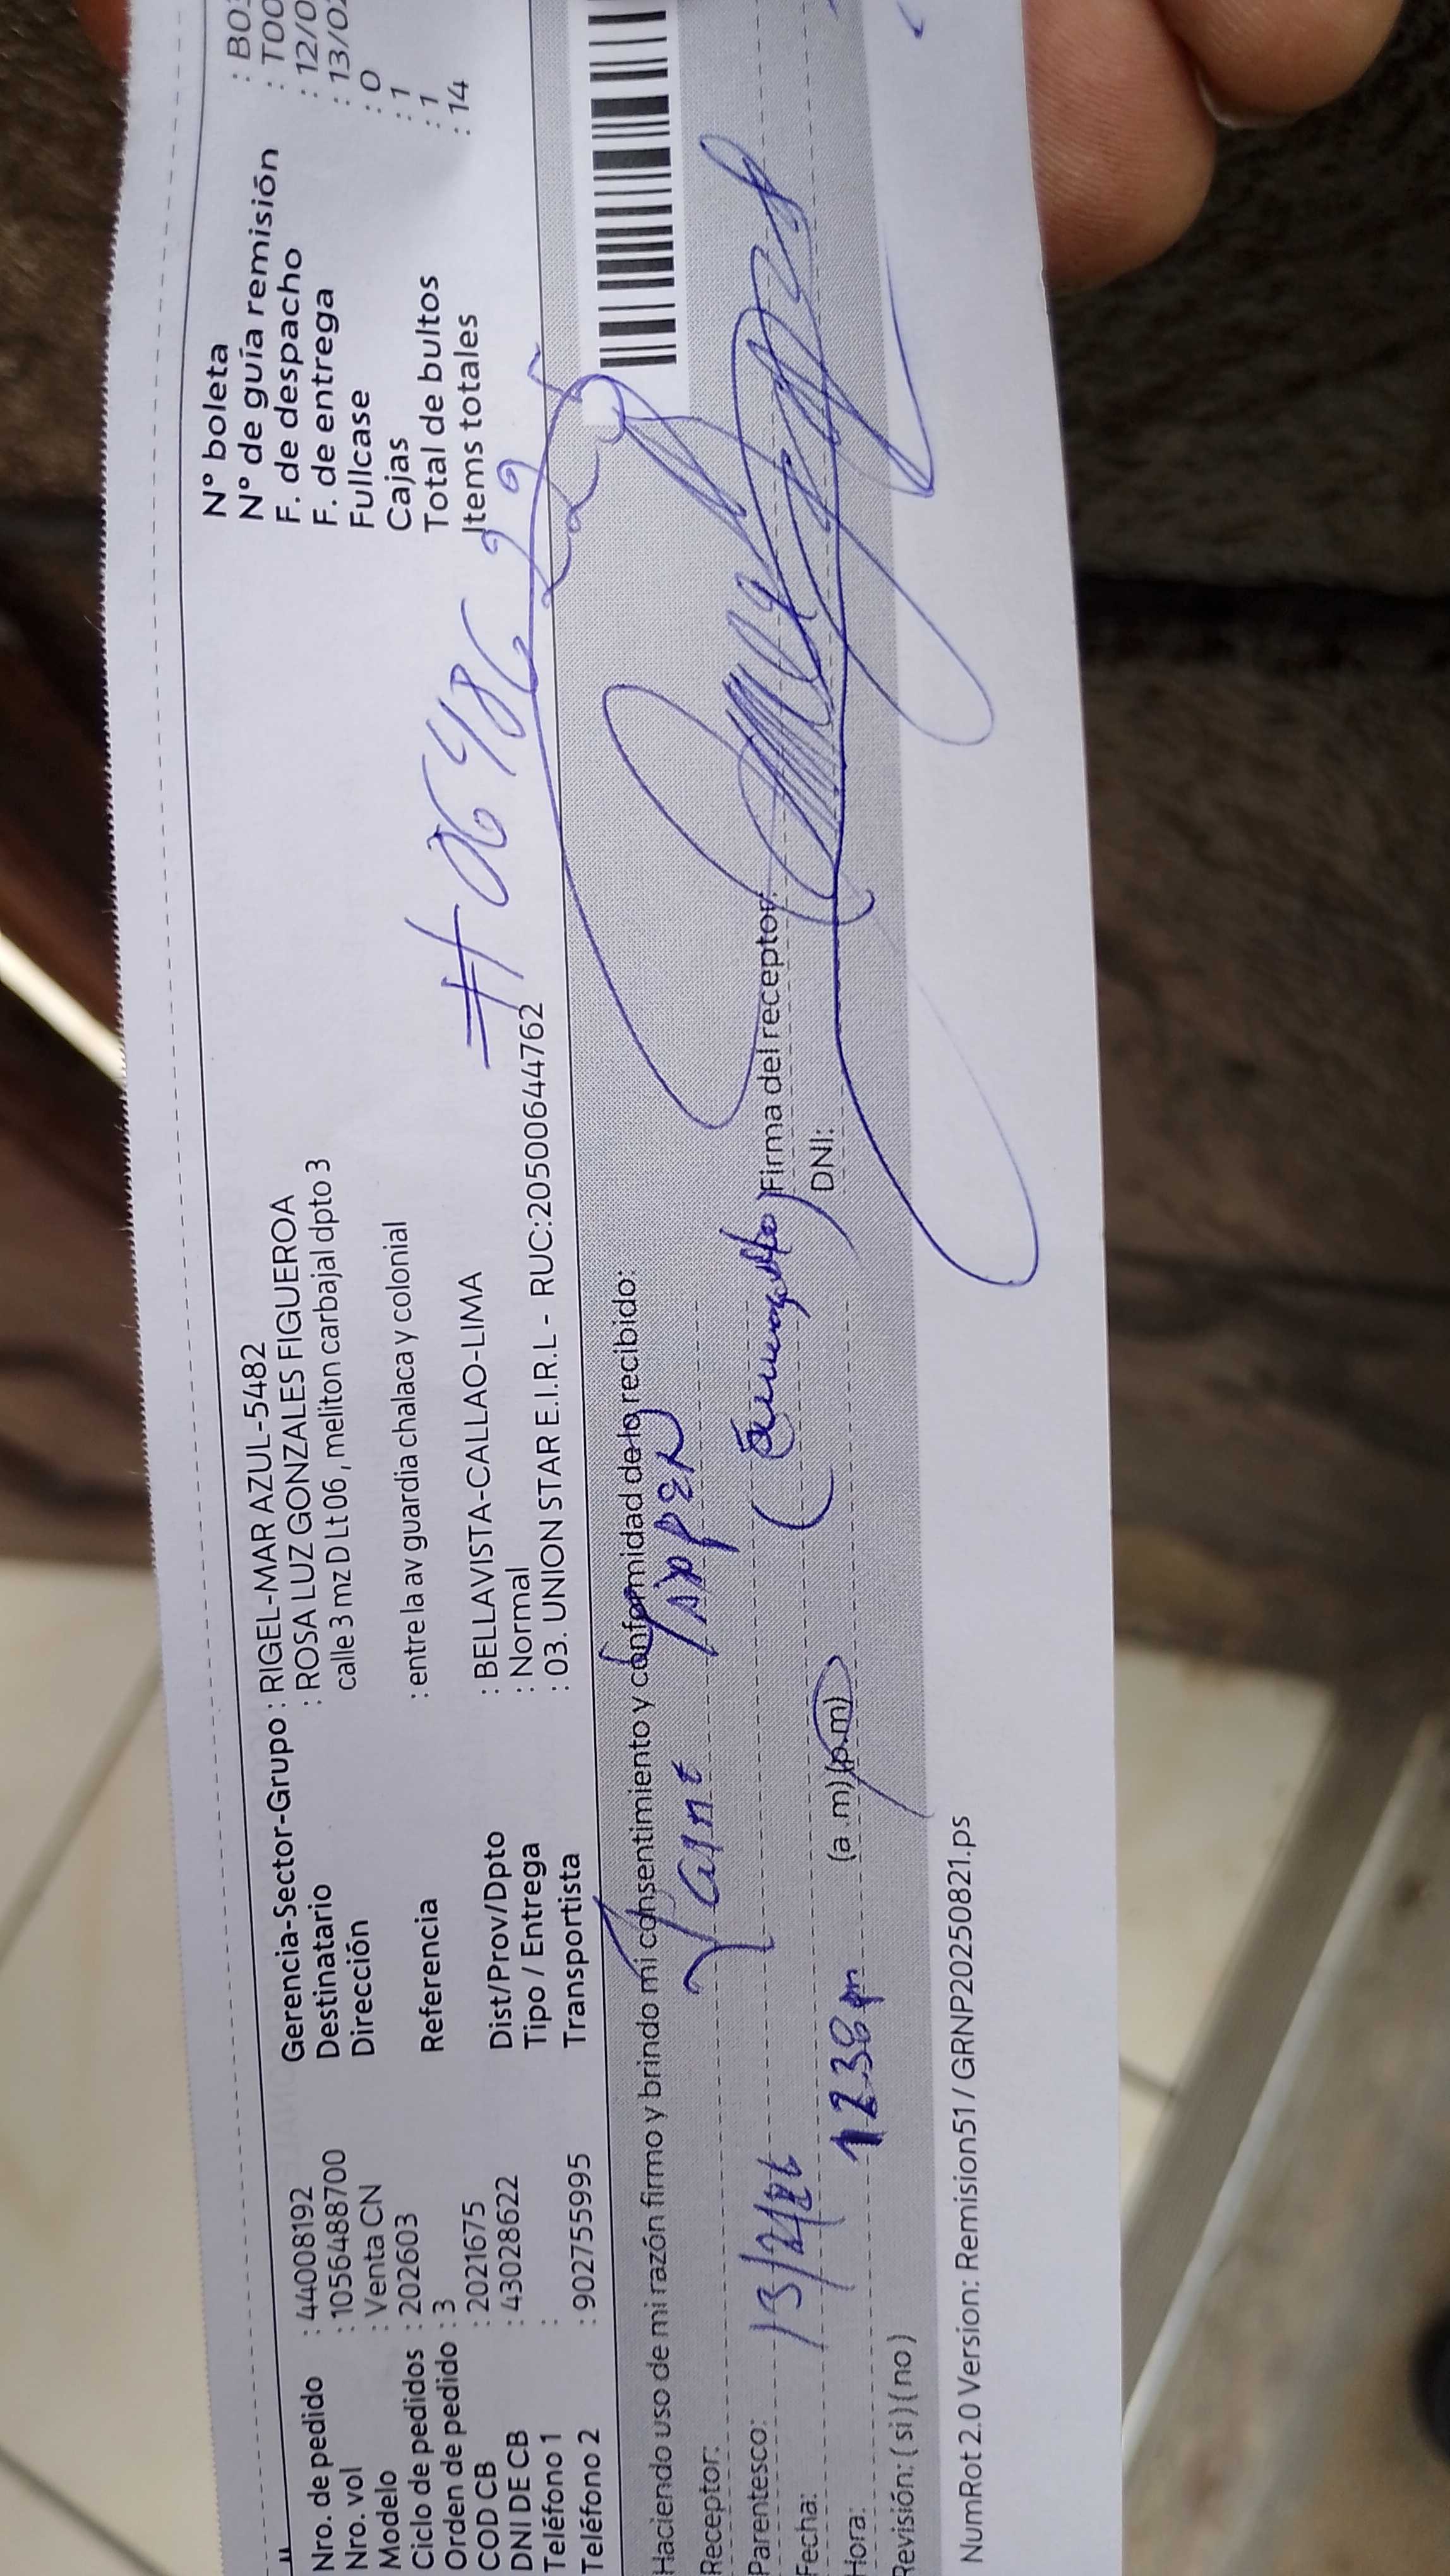 Nro. de pedido : 44008192
Nro. vol : 1056488700
Modelo : Venta CN
Ciclo de pedidos : 202603
Orden de pedido : 3
COD CB : 2021675
DNI DE CB : 43028622
Teléfono 1 :
Teléfono 2 : 902755995
Gerencia-Sector-Grupo : RIGEL-MAR AZUL-5482
Destinatario : ROSA LUZ GONZALES FIGUEROA
Dirección calle 3 mz D Lt 06 , meliton carbajal dpto 3
Referencia : entre la av guardia chalaca y colonial
Dist/Prov/Dpto : BELLAVISTA-CALLAO-LIMA
Tipo / Entrega : Normal
Transportista : 03. UNION STAR E.I.R.L - RUC:20500644762
N° boleta : B0
N° de guía remisión : T00
F. de despacho : 12/0
F. de entrega : 13/0
Fullcase : 0
Cajas : 1
Total de bultos : 1
Items totales : 14
Haciendo uso de mi razón firmo y brindo mi consentimiento y conformidad de lo recibido:
Receptor:
Parentesco:
Firma del receptor:
Fecha: 13/2/26
DNI:
Hora: 1238 pm (a .m) (p.m)
Revisión: ( si ) ( no )
NumRot 2.0 Version: Remision51 / GRNP20250821.ps